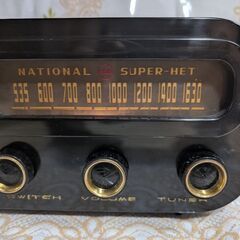 NATIONAL SUPER-HET
535 600 700 800 1000 1200 1400 1630
SWITCH VOLUME TUNER